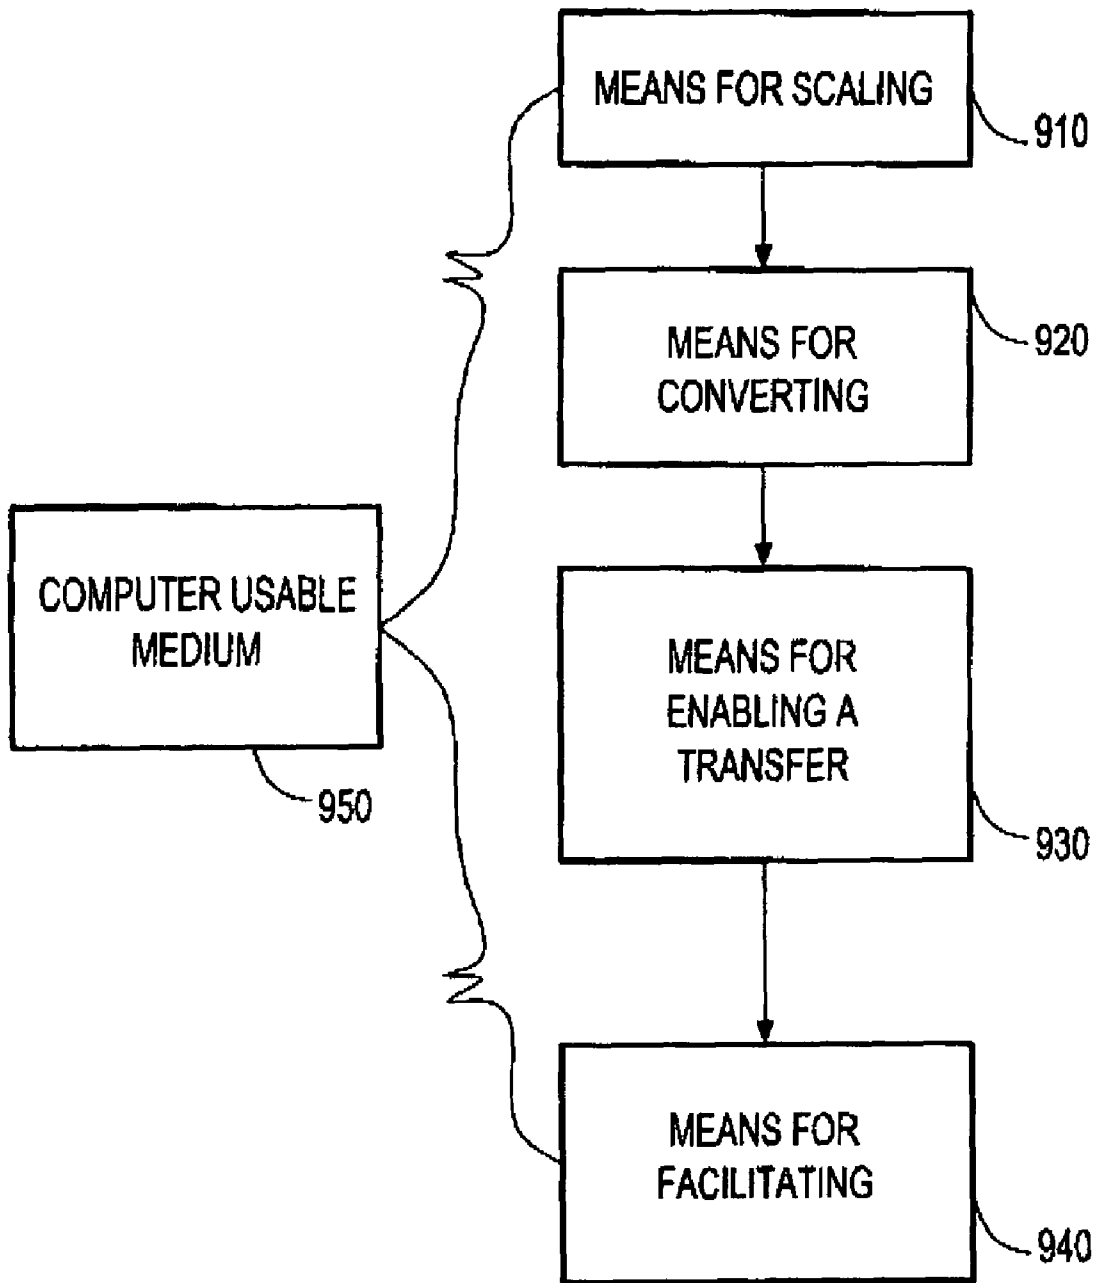 MEANS FOR SCALING
910
MEANS FOR
CONVERTING
920
COMPUTER USABLE
MEDIUM
950
MEANS FOR
ENABLING A
TRANSFER
930
MEANS FOR
FACILITATING
940